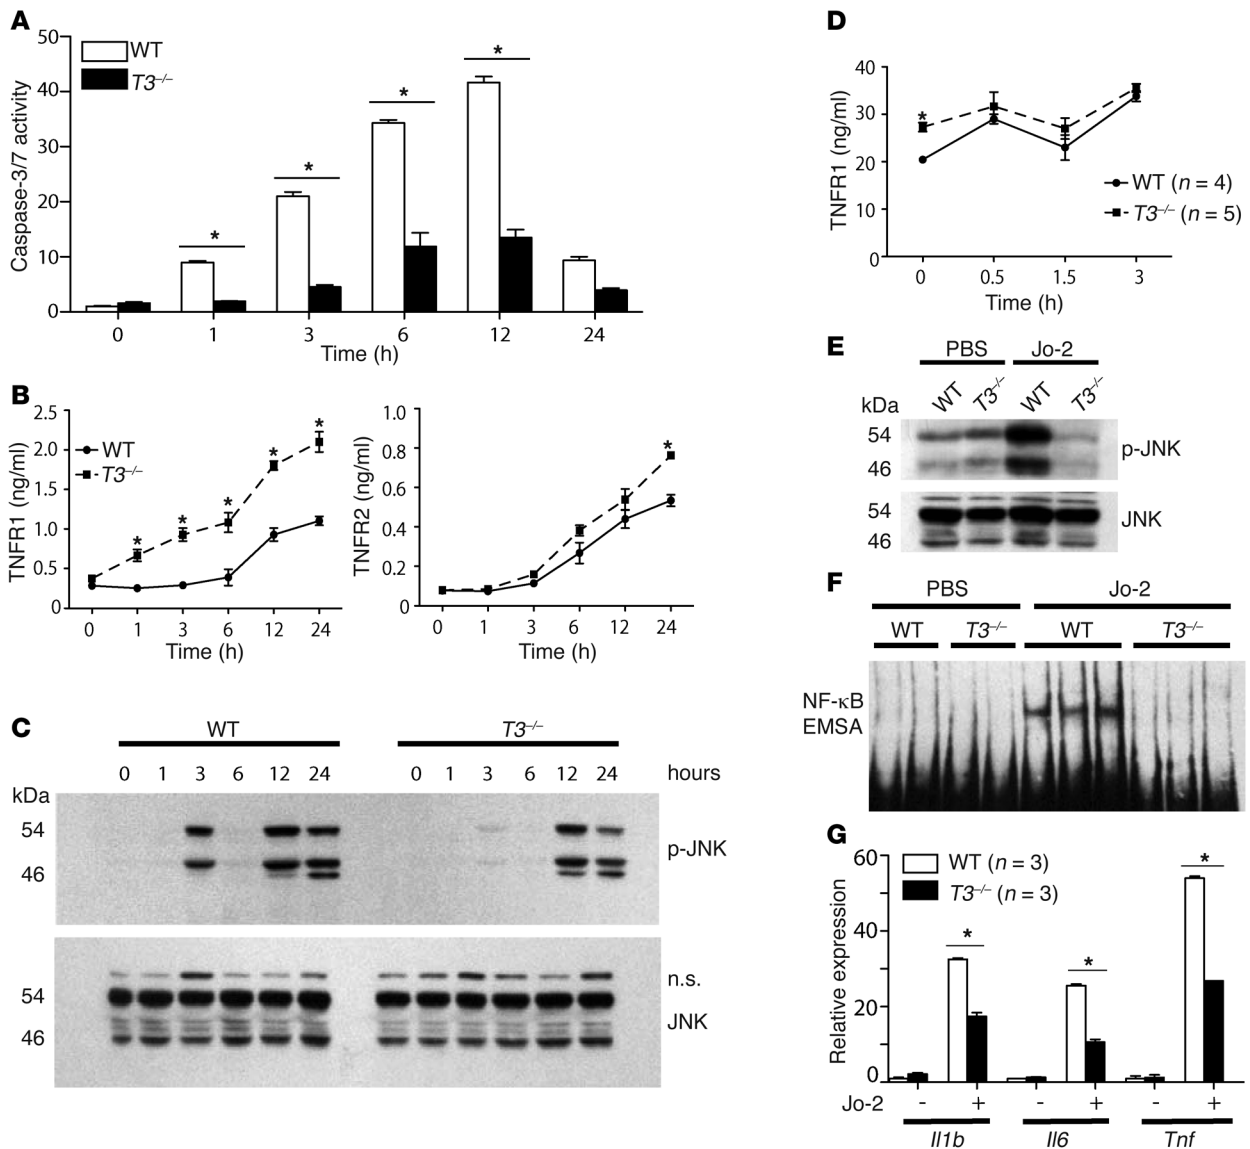 A
50
40
30
20
10
0
Caspase-3/7 activity
WT
T3–/–
*
*
*
*
0 1 3 6 12 24
Time (h)
B
2.5
2.0
1.5
1.0
0.5
0
TNFR1 (ng/ml)
WT
T3–/–
* * * * *
0 1 3 6 12 24
Time (h)
1.0
0.8
0.6
0.4
0.2
0
TNFR2 (ng/ml)
*
0 1 3 6 12 24
Time (h)
C
WT T3–/–
0 1 3 6 12 24 0 1 3 6 12 24 hours
kDa
54
46
p-JNK
n.s.
54
JNK
46
D
40
30
20
10
0
TNFR1 (ng/ml)
*
WT (n = 4)
T3–/– (n = 5)
0 0.5 1.5 3
Time (h)
E
PBS Jo-2
WT T3–/– WT T3–/–
kDa
54
p-JNK
46
54
JNK
46
F
PBS Jo-2
WT T3–/– WT T3–/–
NF-κB
EMSA
G
60
40
20
0
Relative expression
WT (n = 3)
T3–/– (n = 3)
* * *
Jo-2 - + - + - +
Il1b Il6 Tnf